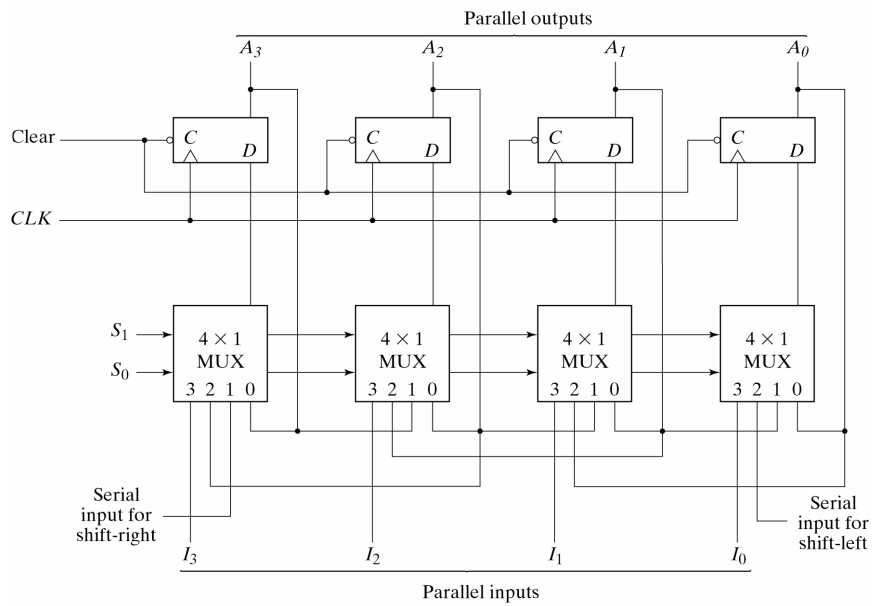 Parallel outputs
A3 A2 A1 A0
Clear
C D C D C D C D
CLK
S1
S0
4 × 1 MUX
3 2 1 0
4 × 1 MUX
3 2 1 0
4 × 1 MUX
3 2 1 0
4 × 1 MUX
3 2 1 0
Serial
input for
shift-right
Serial
input for
shift-left
I3 I2 I1 I0
Parallel inputs